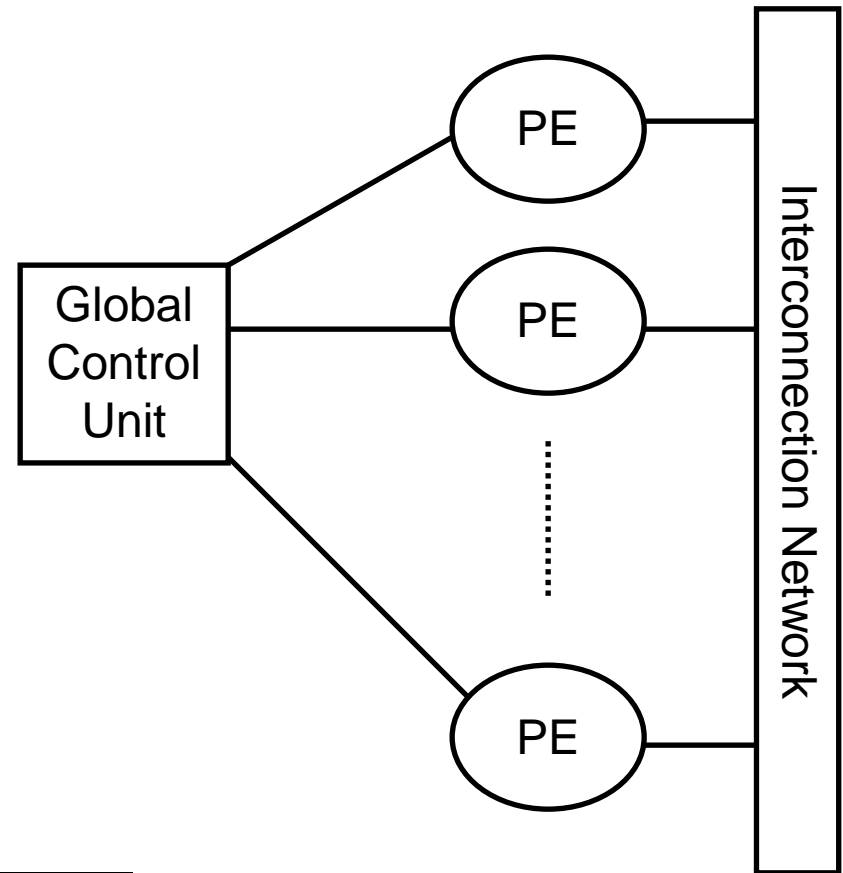 PE
PE
Global
Control
Unit
PE
Interconnection Network